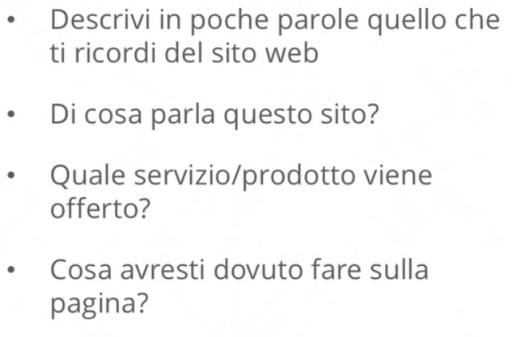 • Descrivi in poche parole quello che
ti ricordi del sito web
• Di cosa parla questo sito?
• Quale servizio/prodotto viene
offerto?
• Cosa avresti dovuto fare sulla
pagina?